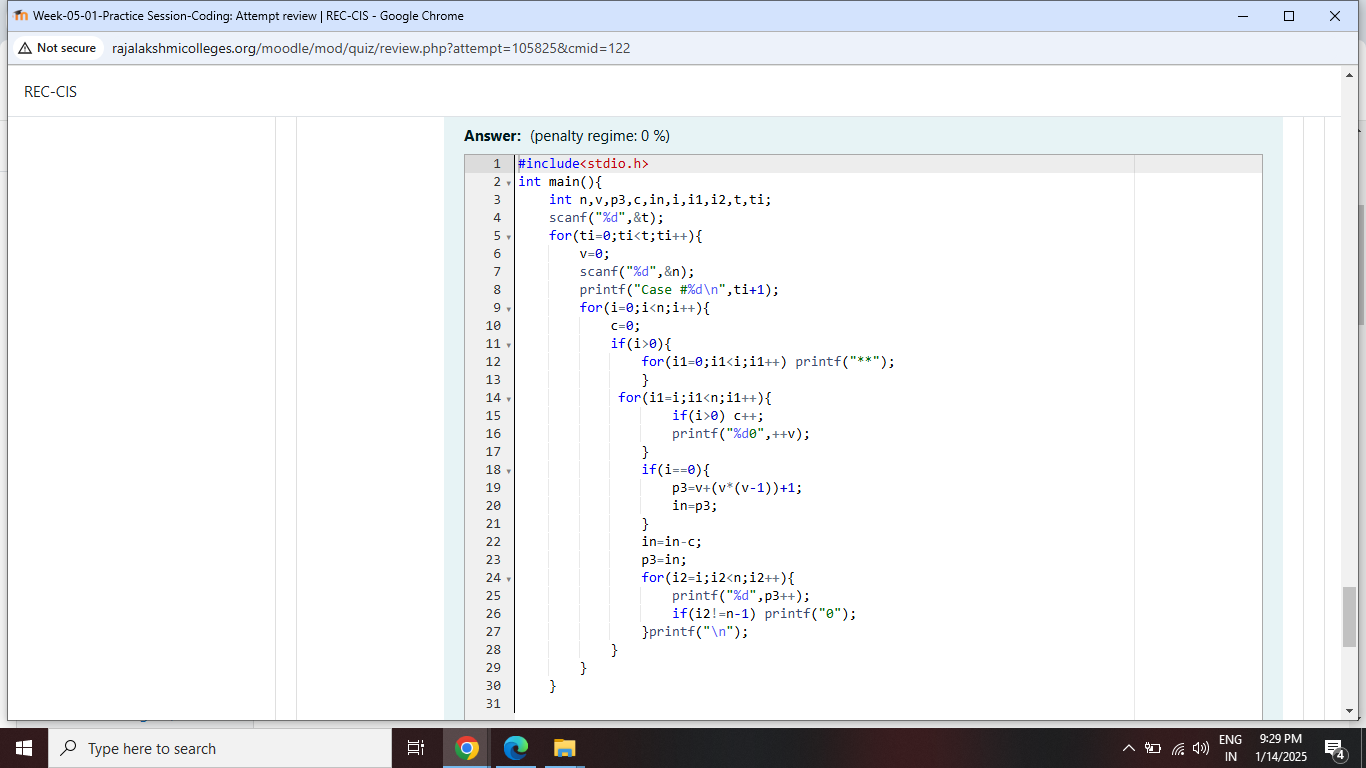 Week-05-01-Practice Session-Coding: Attempt review | REC-CIS - Google Chrome
Not secure rajalakshmicolleges.org/moodle/mod/quiz/review.php?attempt=105825&cmid=122
REC-CIS
Answer: (penalty regime: 0 %)
1 #include<stdio.h>
2 int main(){
3 int n,v,p3,c,in,i,i1,i2,t,ti;
4 scanf("%d",&t);
5 for(ti=0;ti<t;ti++){
6 v=0;
7 scanf("%d",&n);
8 printf("Case #%d\n",ti+1);
9 for(i=0;i<n;i++){
10 c=0;
11 if(i>0){
12 for(i1=0;i1<i;i1++) printf("**");
13 }
14 for(i1=i;i1<n;i1++){
15 if(i>0) c++;
16 printf("%d0",++v);
17 }
18 if(i==0){
19 p3=v+(v*(v-1))+1;
20 in=p3;
21 }
22 in=in-c;
23 p3=in;
24 for(i2=i;i2<n;i2++){
25 printf("%d",p3++);
26 if(i2!=n-1) printf("0");
27 }printf("\n");
28 }
29 }
30 }
31
Type here to search
ENG
IN
9:29 PM
1/14/2025
4